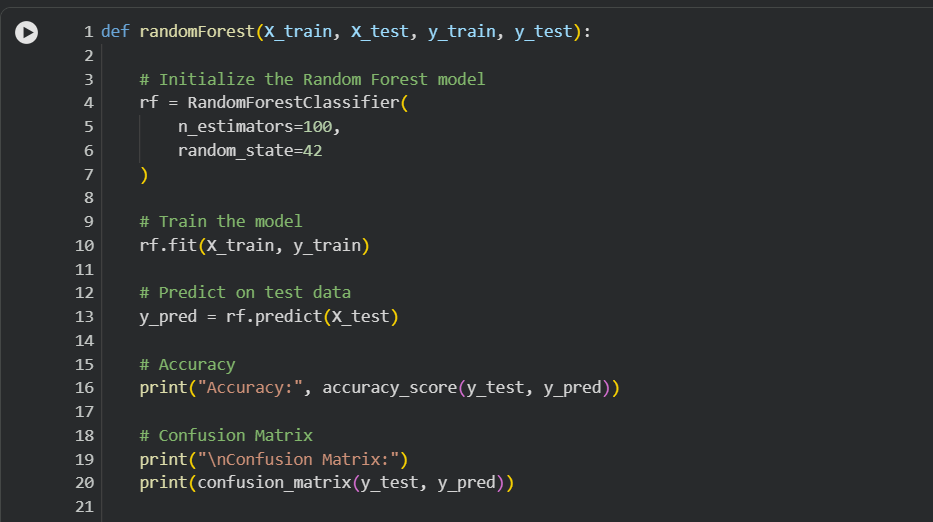 1 def randomForest(X_train, X_test, y_train, y_test):
2
3     # Initialize the Random Forest model
4     rf = RandomForestClassifier(
5         n_estimators=100,
6         random_state=42
7     )
8
9     # Train the model
10     rf.fit(X_train, y_train)
11
12     # Predict on test data
13     y_pred = rf.predict(X_test)
14
15     # Accuracy
16     print("Accuracy:", accuracy_score(y_test, y_pred))
17
18     # Confusion Matrix
19     print("\nConfusion Matrix:")
20     print(confusion_matrix(y_test, y_pred))
21